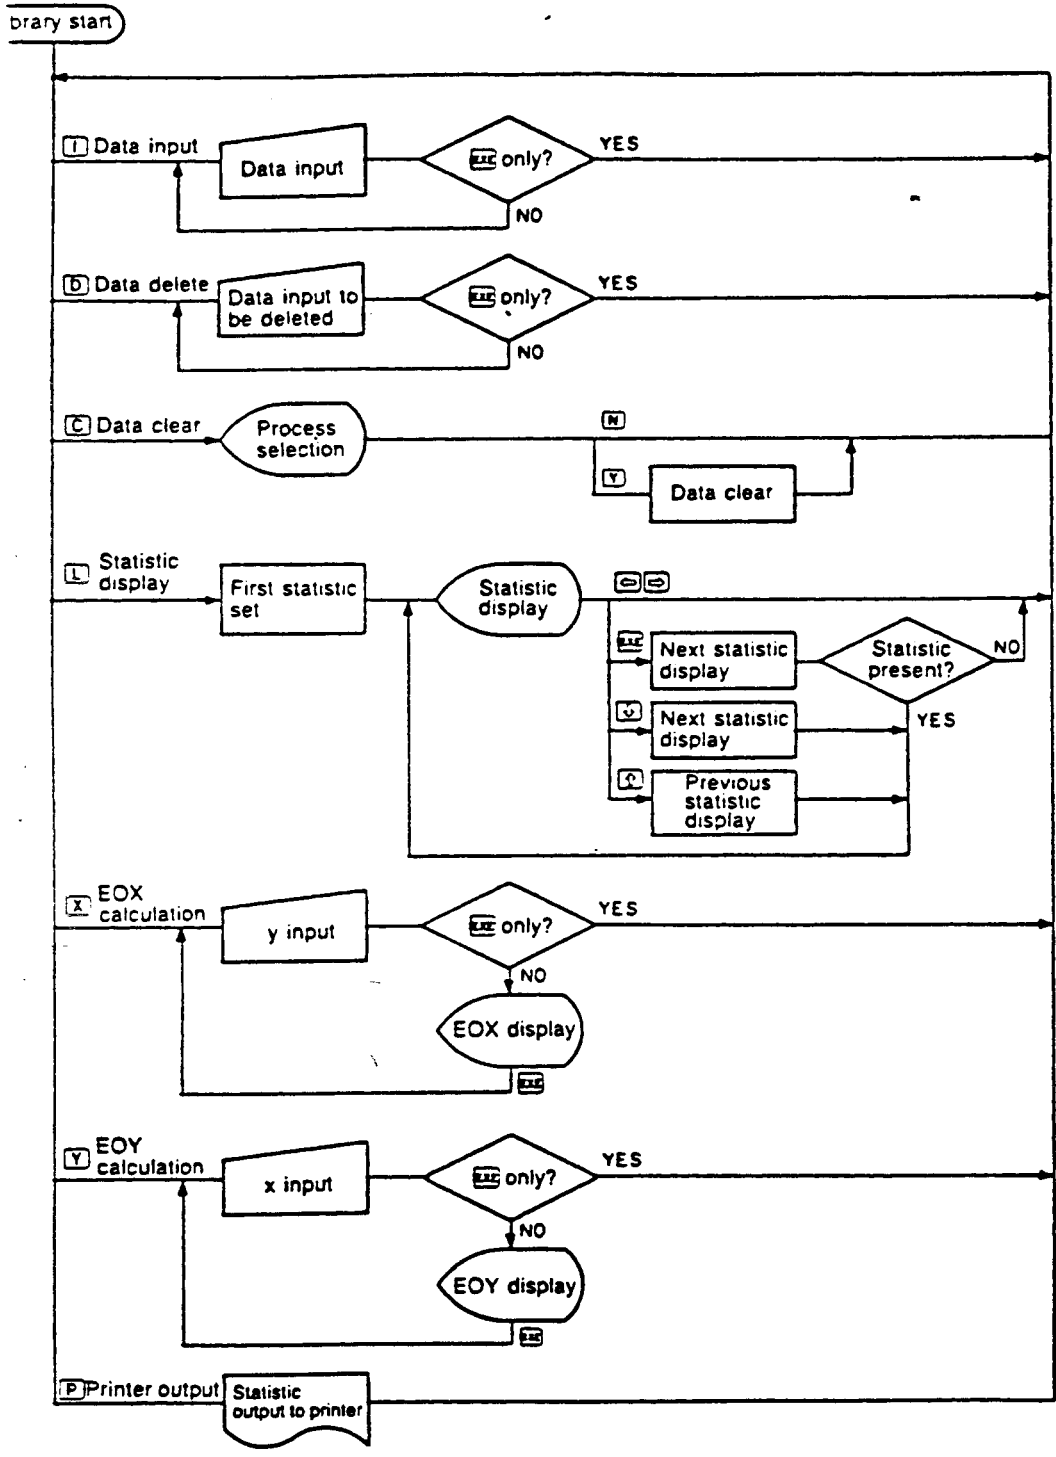 brary start
I Data input
Data input
EXE only?
YES
NO
D Data delete
Data input to
be deleted
EXE only?
YES
NO
C Data clear
Process
selection
N
Y
Data clear
L Statistic
display
First statistic
set
Statistic
display
⇦ ⇨
EXE
Next statistic
display
Statistic
present?
NO
YES
⇩
Next statistic
display
⇧
Previous
statistic
display
X EOX
calculation
y input
EXE only?
YES
NO
EOX display
EXE
Y EOY
calculation
x input
EXE only?
YES
NO
EOY display
EXE
P Printer output
Statistic
output to printer